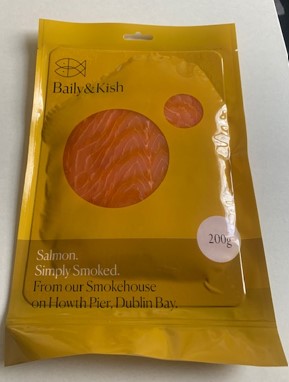 Baily&Kish
200g
Salmon.
Simply Smoked.
From our Smokehouse
on Howth Pier, Dublin Bay.